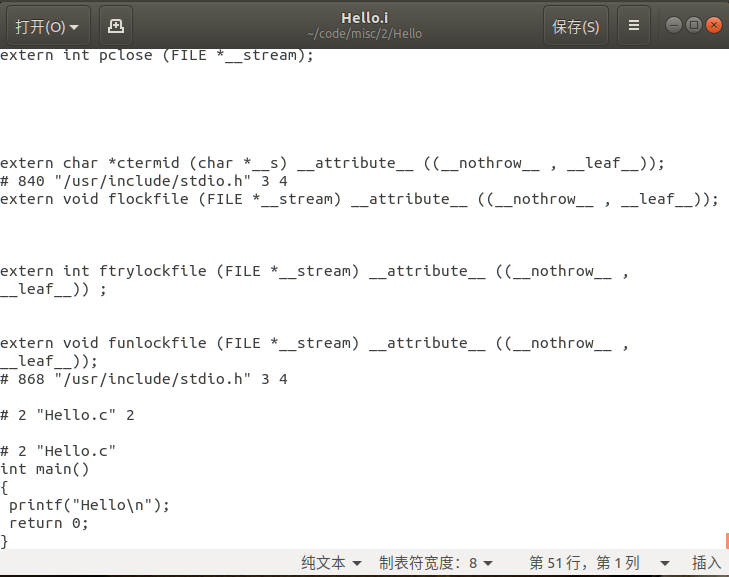 打开(O)
Hello.i
~/code/misc/2/Hello
保存(S)
extern int pclose (FILE *__stream);
extern char *ctermid (char *__s) __attribute__ ((__nothrow__ , __leaf__));
# 840 "/usr/include/stdio.h" 3 4
extern void flockfile (FILE *__stream) __attribute__ ((__nothrow__ , __leaf__));
extern int ftrylockfile (FILE *__stream) __attribute__ ((__nothrow__ ,
__leaf__)) ;
extern void funlockfile (FILE *__stream) __attribute__ ((__nothrow__ ,
__leaf__));
# 868 "/usr/include/stdio.h" 3 4
# 2 "Hello.c" 2
# 2 "Hello.c"
int main()
{
 printf("Hello\n");
 return 0;
}
纯文本 制表符宽度：8 第 51 行，第 1 列 插入